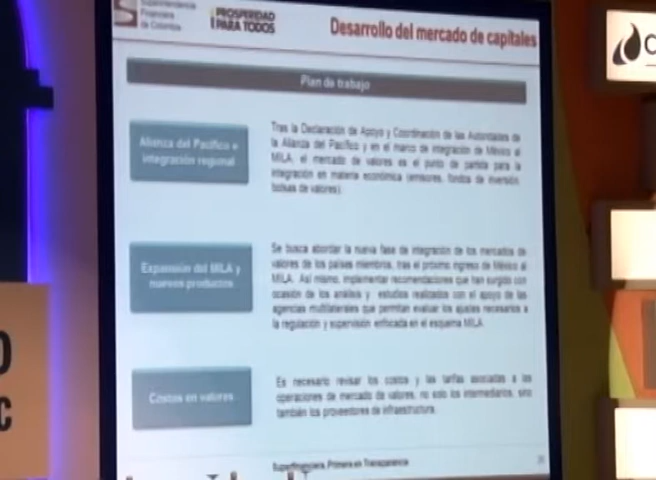 Superintendencia
Financiera
de Colombia
PROSPERIDAD
PARA TODOS
Desarrollo del mercado de capitales
Plan de trabajo
Alianza del Pacífico e
integración regional
Tras la Declaración de Apoyo y Coordinación de las Autoridades de
la Alianza del Pacífico y en el marco de integración de México al
MILA, el mercado de valores es el punto de partida para la
integración en materia económica (emisores, fondos de inversión,
bolsas de valores).
Expansión del MILA y
nuevos productos
Se busca abordar la nueva fase de integración de los mercados de
valores de los países miembros, tras el próximo ingreso de México al
MILA. Así mismo, implementar recomendaciones que han surgido con
ocasión de los análisis y estudios realizados con el apoyo de las
agencias multilaterales que permitan evaluar los ajustes necesarios a
la regulación y supervisión enfocada en el esquema MILA.
Costos en valores
Es necesario revisar los costos y las tarifas asociadas a las
operaciones de mercado de valores, no solo los intermediarios, sino
también los proveedores de infraestructura.
Superfinanciera, Primera en Transparencia